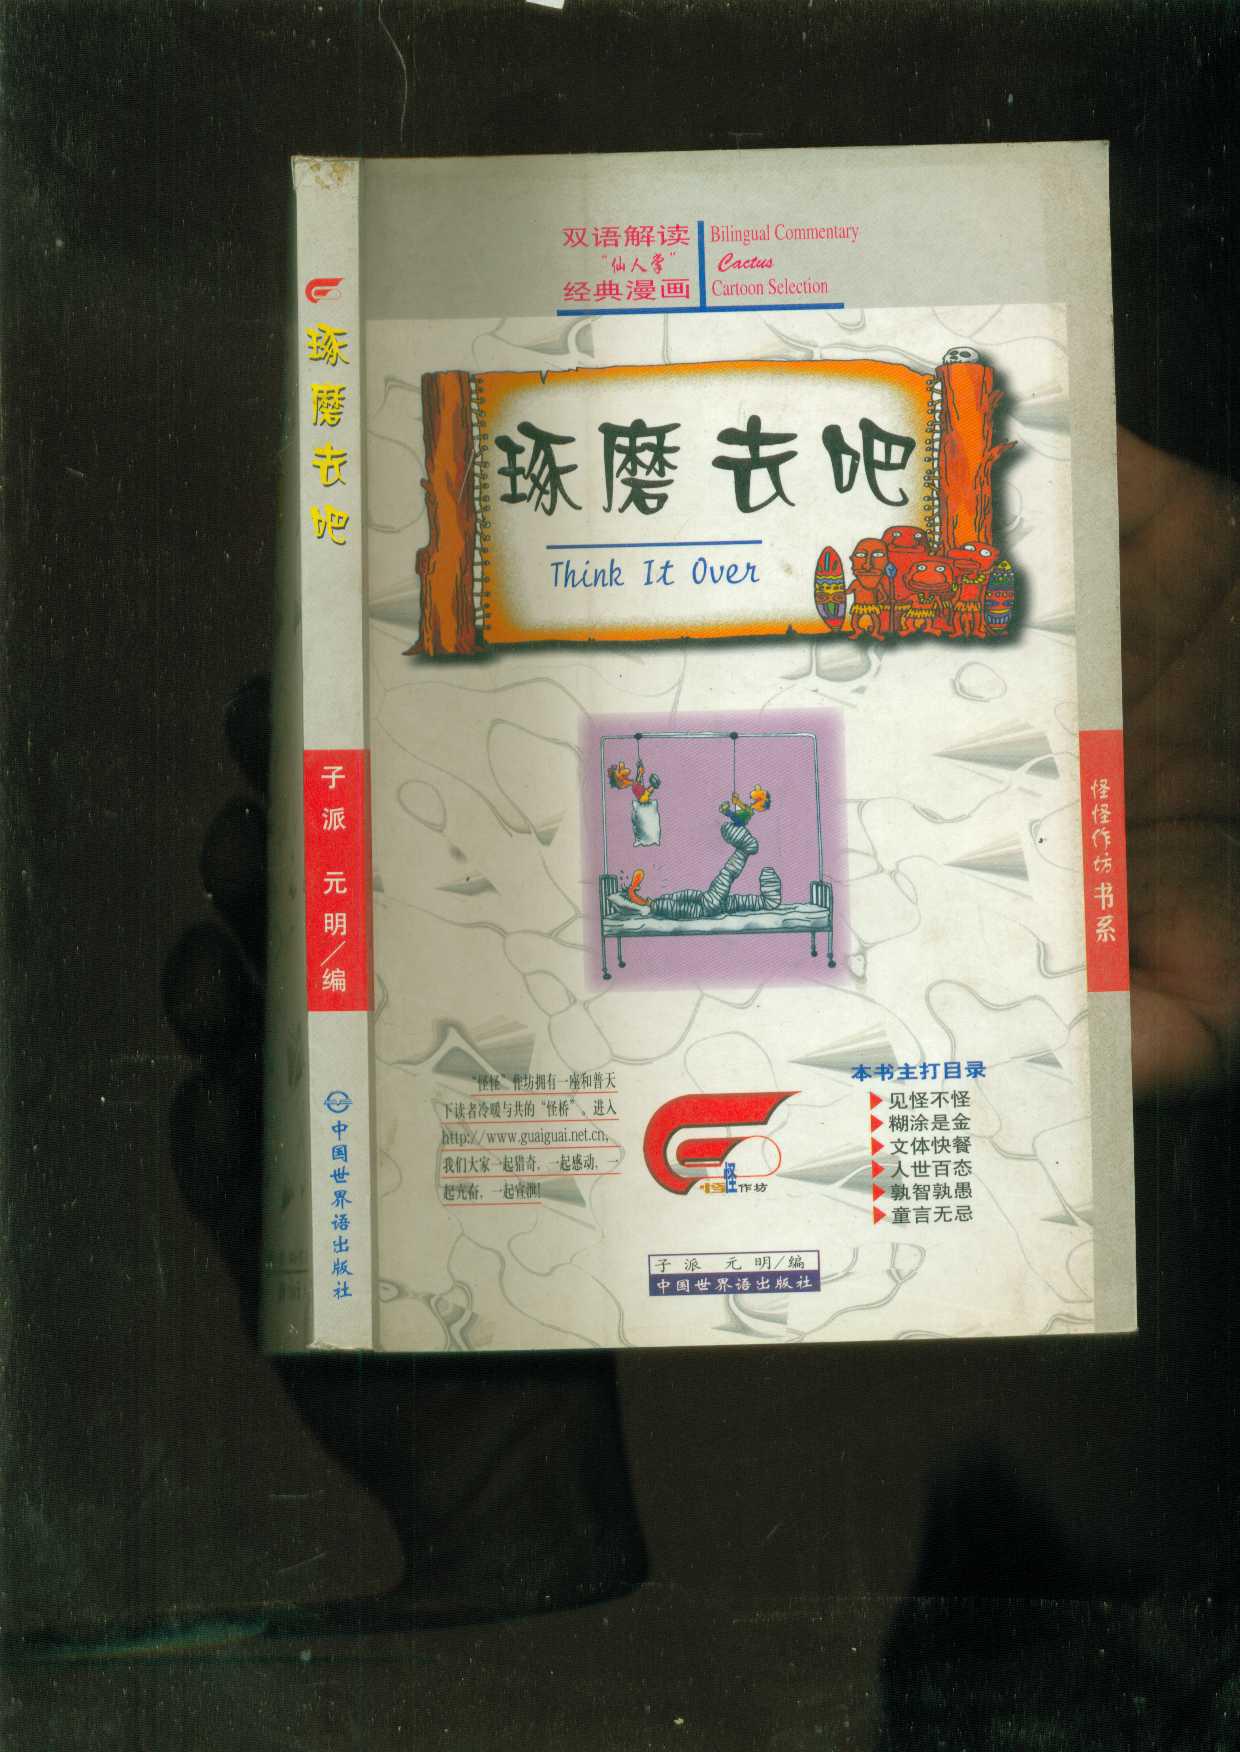 双语解读
"仙人掌"
经典漫画
Bilingual Commentary
Cactus
Cartoon Selection
琢磨去吧
Think It Over
琢磨去吧
子派 元明/编
中国世界语出版社
怪怪作坊书系
"怪怪"作坊拥有一座和普天
下读者冷暖与共的"怪桥"。进入
http://www.guaiguai.net.cn,
我们大家一起猎奇，一起感动，一
起亢奋，一起宣泄!
怪怪作坊
本书主打目录
见怪不怪
糊涂是金
文体快餐
人世百态
孰智孰愚
童言无忌
子派 元明/编
中国世界语出版社